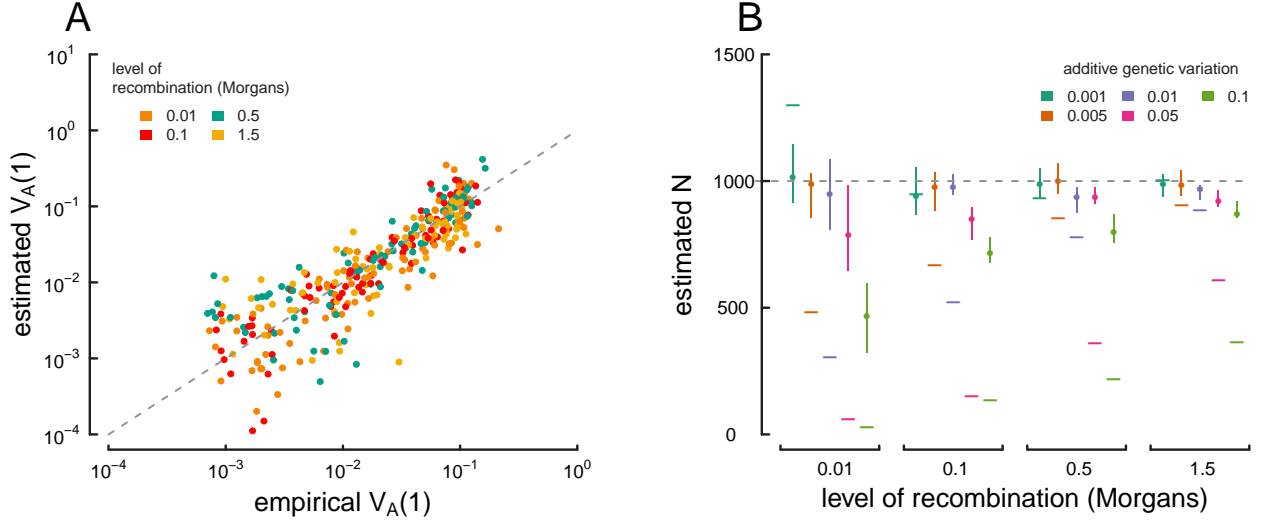 A
estimated V_A(1)
10^1
10^0
10^−1
10^−2
10^−3
10^−4
level of
recombination (Morgans)
0.01 0.5
0.1 1.5
10^−4 10^−3 10^−2 10^−1 10^0
empirical V_A(1)
B
estimated N
1500
1000
500
0
additive genetic variation
0.001 0.01 0.1
0.005 0.05
0.01 0.1 0.5 1.5
level of recombination (Morgans)